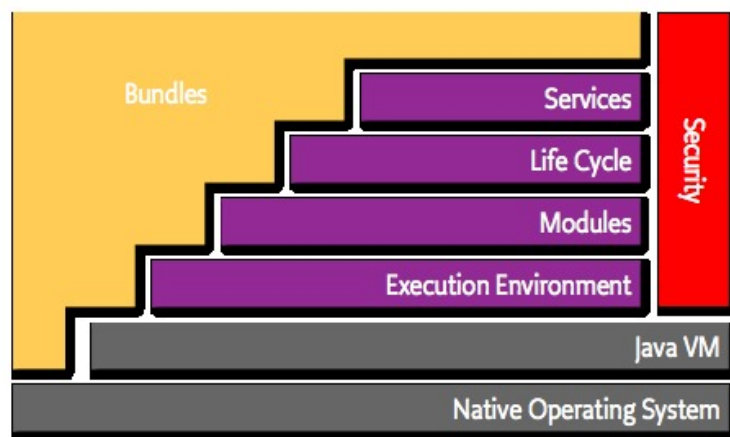 Bundles
Services
Life Cycle
Modules
Execution Environment
Security
Java VM
Native Operating System